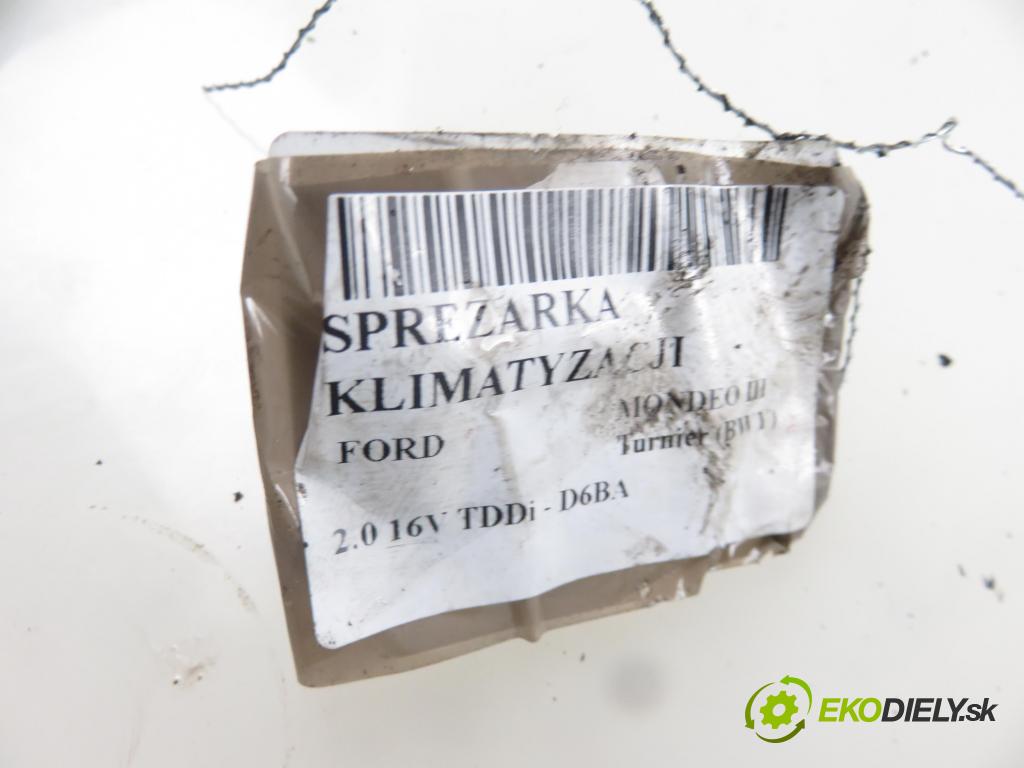 SPREZARKA
KLIMATYZACJI
FORD MONDEO III
Turnier (BWY)
2.0 16V TDDi - D6BA
EKODIELY.sk